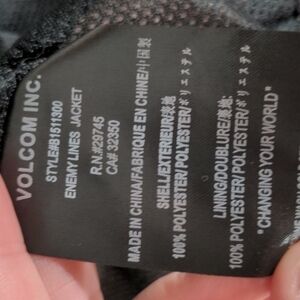 VOLCOM INC.
STYLE#B1511300
ENEMY LINES JACKET
R.N.#29745
CA# 32350
MADE IN CHINA/FABRIQUE EN CHINE/中国製
SHELL/EXTERIEUR/表地:
100% POLYESTER/POLYESTER/ポリエステル
LINING/DOUBLURE/裏地:
100% POLYESTER/POLYESTER/ポリエステル
"CHANGING YOUR WORLD"